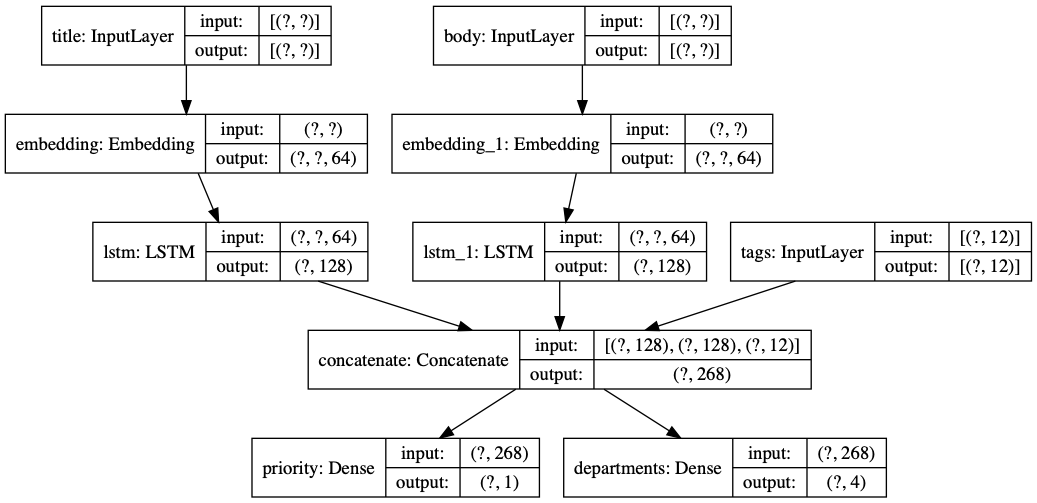 title: InputLayer input: [(?, ?)] output: [(?, ?)]
body: InputLayer input: [(?, ?)] output: [(?, ?)]
embedding: Embedding input: (?, ?) output: (?, ?, 64)
embedding_1: Embedding input: (?, ?) output: (?, ?, 64)
lstm: LSTM input: (?, ?, 64) output: (?, 128)
lstm_1: LSTM input: (?, ?, 64) output: (?, 128)
tags: InputLayer input: [(?, 12)] output: [(?, 12)]
concatenate: Concatenate input: [(?, 128), (?, 128), (?, 12)] output: (?, 268)
priority: Dense input: (?, 268) output: (?, 1)
departments: Dense input: (?, 268) output: (?, 4)